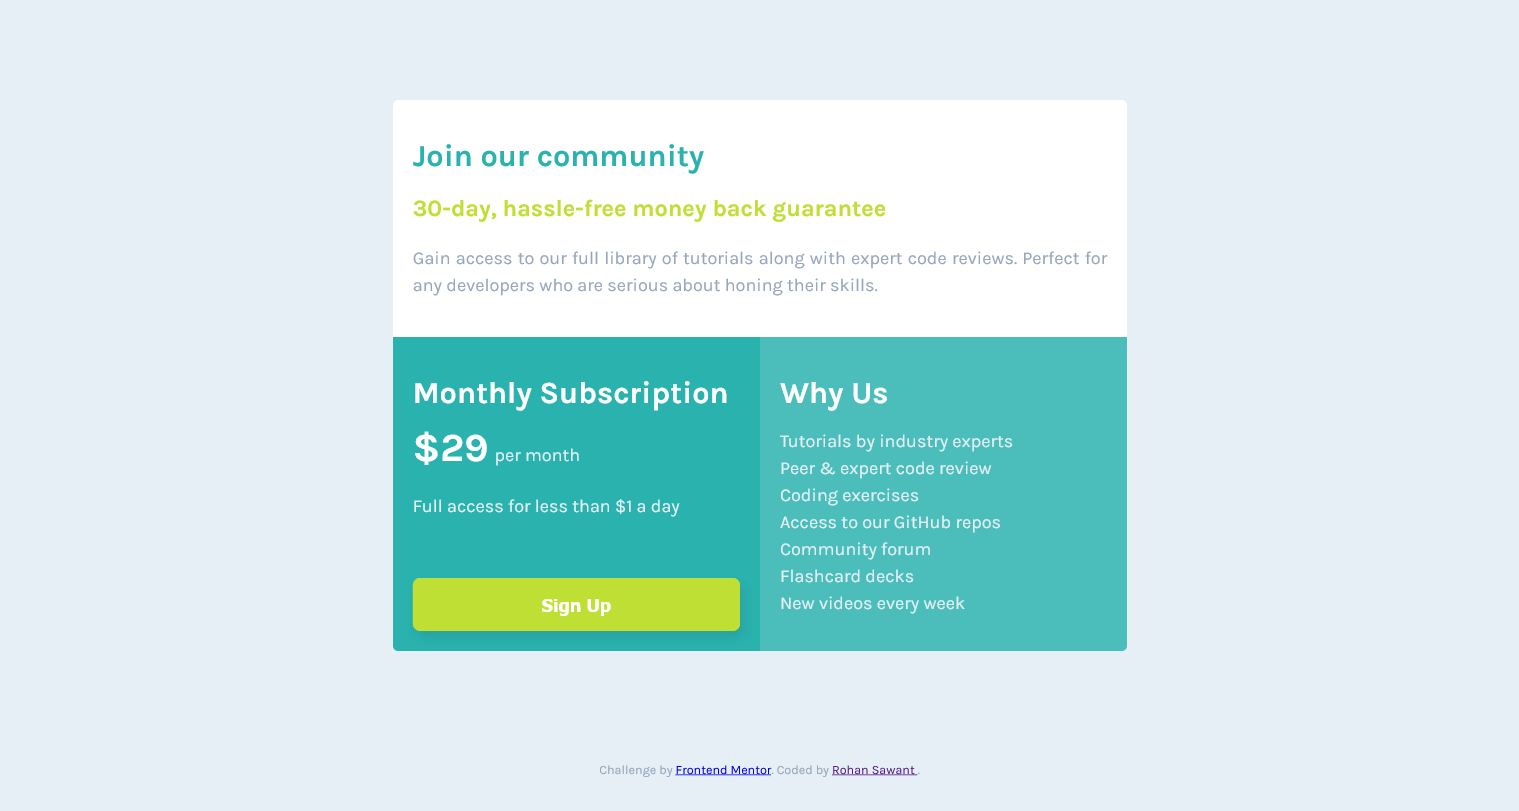 Join our community
30-day, hassle-free money back guarantee
Gain access to our full library of tutorials along with expert code reviews. Perfect for
any developers who are serious about honing their skills.
Monthly Subscription
$29 per month
Full access for less than $1 a day
Sign Up
Why Us
Tutorials by industry experts
Peer & expert code review
Coding exercises
Access to our GitHub repos
Community forum
Flashcard decks
New videos every week
Challenge by Frontend Mentor. Coded by Rohan Sawant .